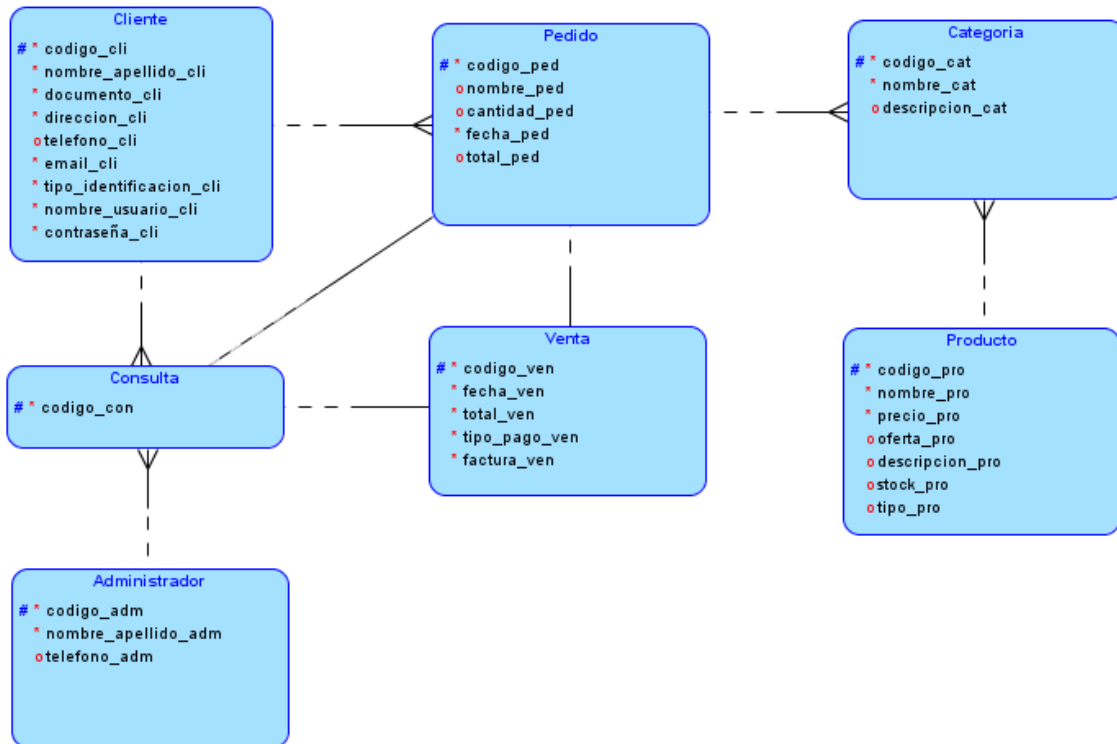 Cliente
# * codigo_cli
* nombre_apellido_cli
* documento_cli
* direccion_cli
o telefono_cli
* email_cli
* tipo_identificacion_cli
* nombre_usuario_cli
* contraseña_cli
Pedido
# * codigo_ped
o nombre_ped
o cantidad_ped
* fecha_ped
o total_ped
Categoria
# * codigo_cat
* nombre_cat
o descripcion_cat
Consulta
# * codigo_con
Venta
# * codigo_ven
* fecha_ven
* total_ven
* tipo_pago_ven
* factura_ven
Producto
# * codigo_pro
* nombre_pro
* precio_pro
o oferta_pro
o descripcion_pro
o stock_pro
o tipo_pro
Administrador
# * codigo_adm
* nombre_apellido_adm
o telefono_adm